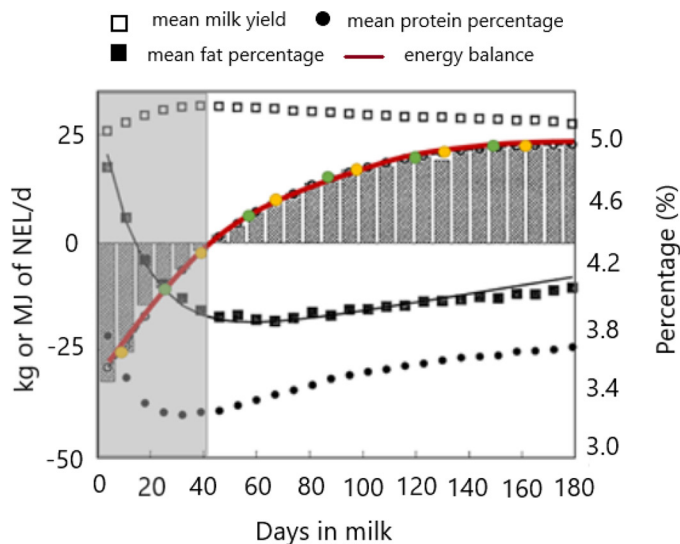 mean milk yield
mean protein percentage
mean fat percentage
energy balance
kg or MJ of NEL/d
25
0
-25
-50
5.0
4.6
4.2
3.8
3.4
3.0
Percentage (%)
0 20 40 60 80 100 120 140 160 180
Days in milk